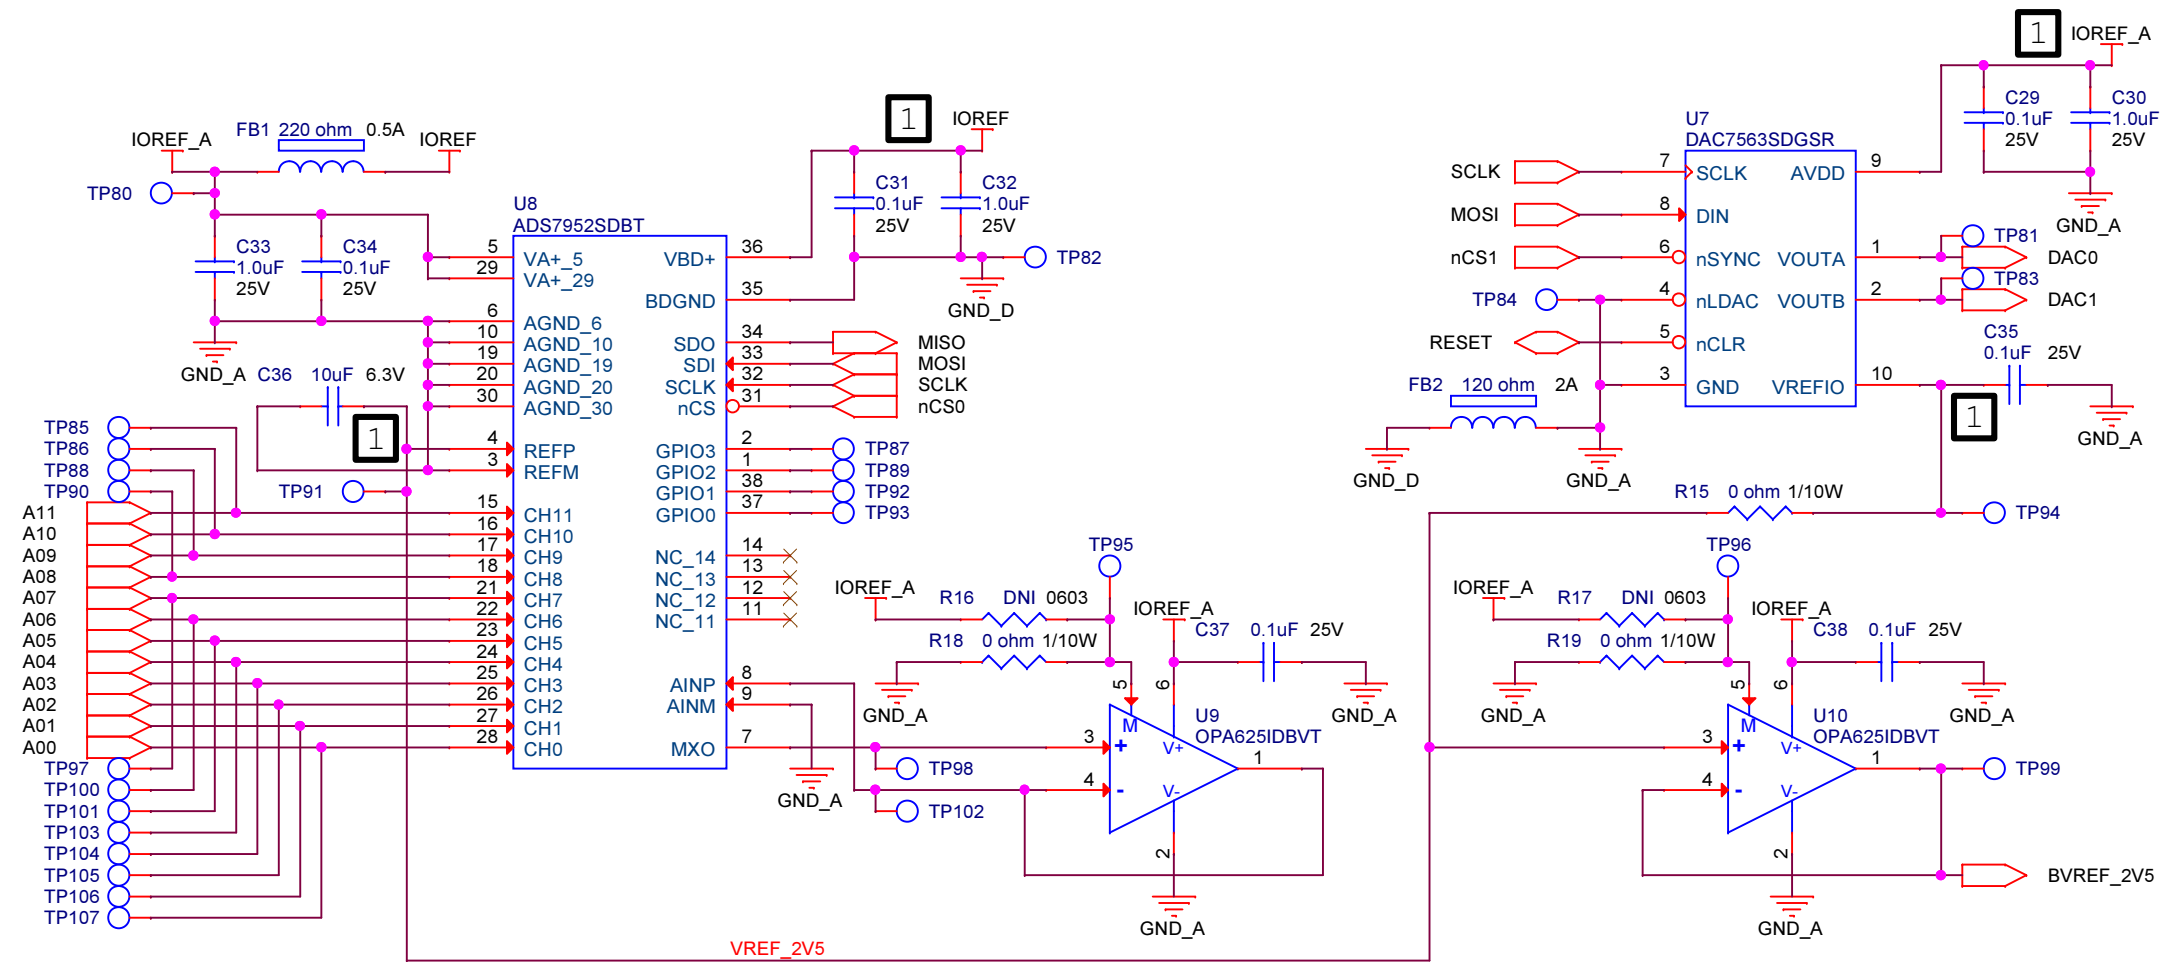 1 IOREF_A
C29 C30
0.1uF 1.0uF
25V 25V
GND_A
U7
DAC7563SDGSR
SCLK 7 SCLK AVDD 9
MOSI 8 DIN
nCS1 6 nSYNC VOUTA 1 TP81 DAC0
TP84 4 nLDAC VOUTB 2 TP83 DAC1
RESET 5 nCLR
C35
0.1uF 25V
3 GND VREFIO 10
FB2 120 ohm 2A
GND_D GND_A
1
GND_A
R15 0 ohm 1/10W
TP94
1 IOREF
C31 C32
0.1uF 1.0uF
25V 25V
TP82
GND_D
IOREF_A FB1 220 ohm 0.5A IOREF
TP80
C33 C34
1.0uF 0.1uF
25V 25V
GND_A
C36 10uF 6.3V
1
TP91
U8
ADS7952SDBT
5 VA+_5 VBD+ 36
29 VA+_29
BDGND 35
6 AGND_6
10 AGND_10 SDO 34 MISO
19 AGND_19 SDI 33 MOSI
20 AGND_20 SCLK 32 SCLK
30 AGND_30 nCS 31 nCS0
4 REFP GPIO3 2 TP87
3 REFM GPIO2 1 TP89
GPIO1 38 TP92
GPIO0 37 TP93
TP85
TP86
TP88
TP90
A11 15 CH11
A10 16 CH10
A09 17 CH9 NC_14 14
A08 18 CH8 NC_13 13
A07 21 CH7 NC_12 12
A06 22 CH6 NC_11 11
A05 23 CH5
A04 24 CH4
A03 25 CH3 AINP 8
A02 26 CH2 AINM 9
A01 27 CH1
A00 28 CH0 MXO 7
TP97
TP100
TP101
TP103
TP104
TP105
TP106
TP107
GND_A
TP98
TP102
TP95
IOREF_A R16 DNI 0603
R18 0 ohm 1/10W
GND_A
IOREF_A
C37 0.1uF 25V
GND_A
5 6
U9
OPA625IDBVT
M V+
3 +
4 - V- 1
2
GND_A
TP96
IOREF_A R17 DNI 0603
R19 0 ohm 1/10W
GND_A
IOREF_A
C38 0.1uF 25V
GND_A
5 6
U10
OPA625IDBVT
M V+
3 +
4 - V- 1 TP99
2
GND_A
BVREF_2V5
VREF_2V5